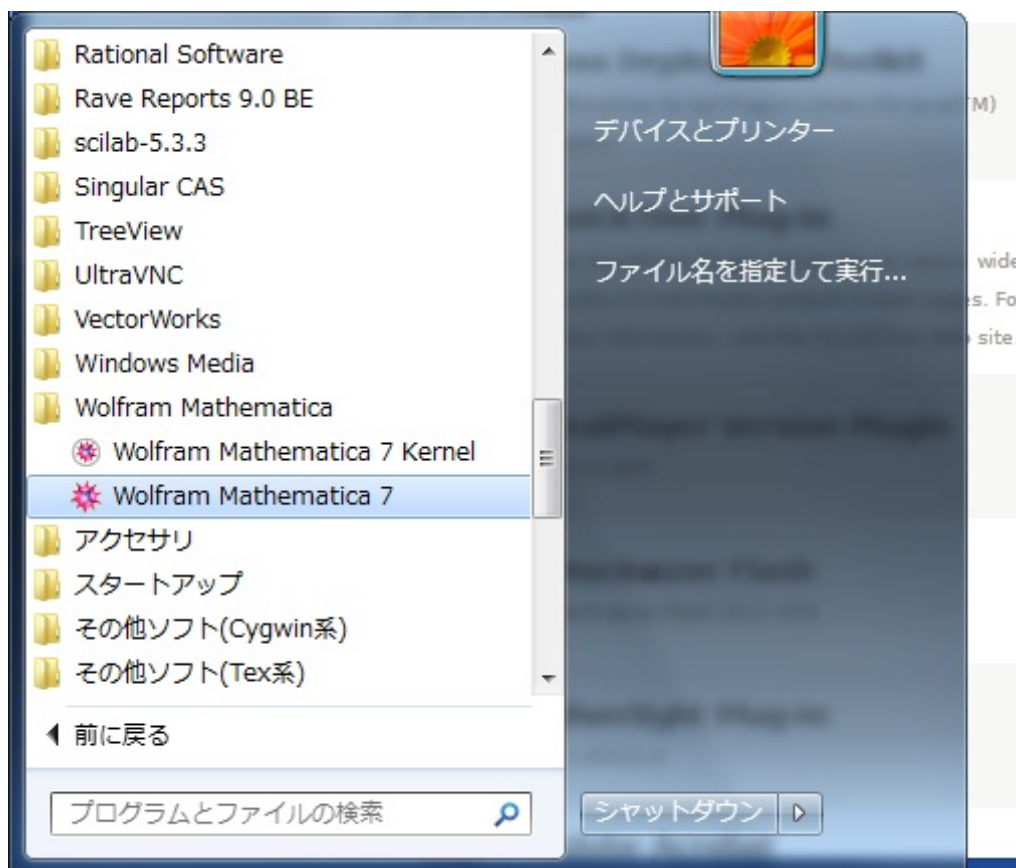 Rational Software
Rave Reports 9.0 BE
scilab-5.3.3
Singular CAS
TreeView
UltraVNC
VectorWorks
Windows Media
Wolfram Mathematica
Wolfram Mathematica 7 Kernel
Wolfram Mathematica 7
アクセサリ
スタートアップ
その他ソフト(Cygwin系)
その他ソフト(Tex系)
前に戻る
プログラムとファイルの検索
デバイスとプリンター
ヘルプとサポート
ファイル名を指定して実行...
シャットダウン
TM)
wide
s. Fo
site.